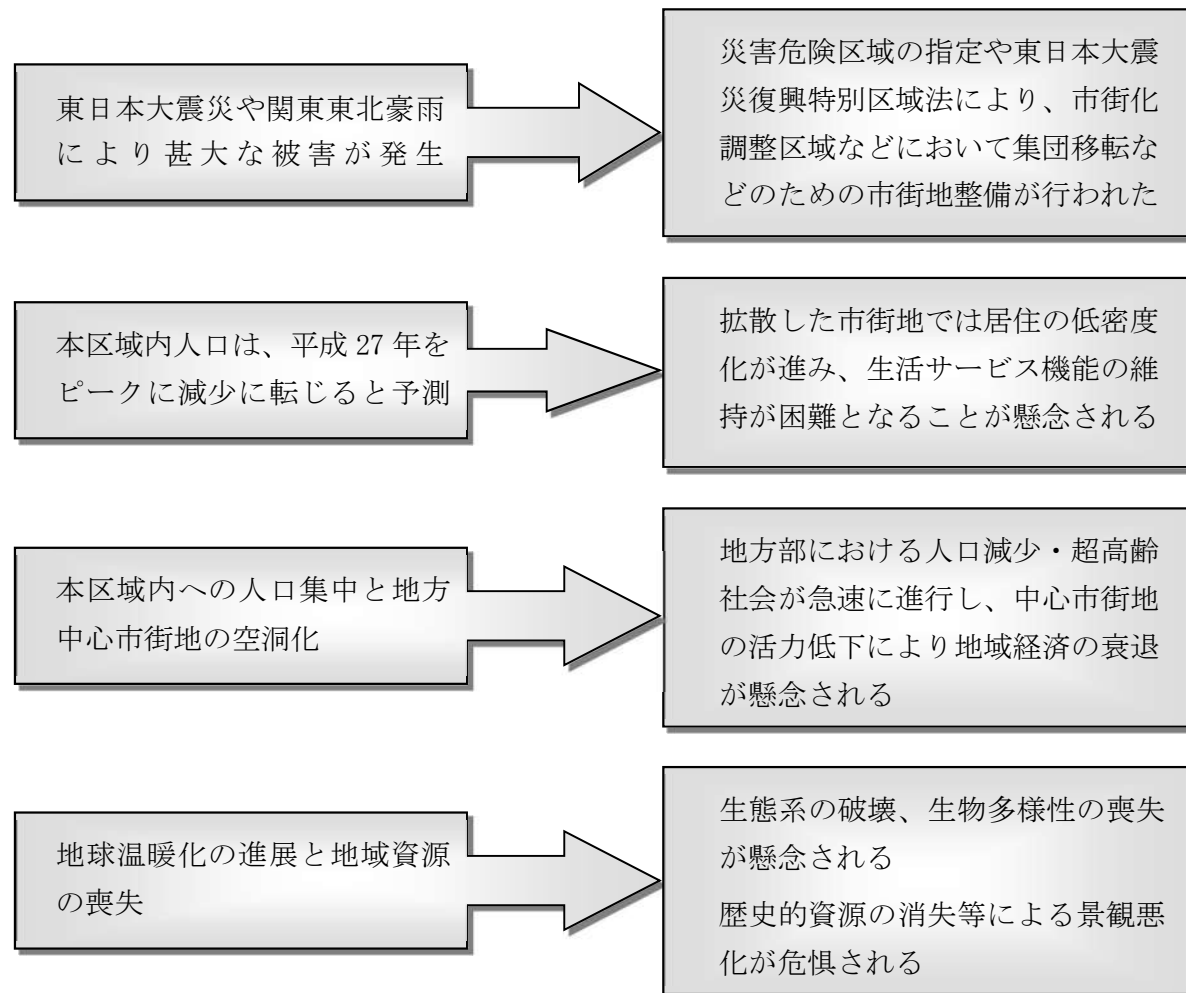 東日本大震災や関東東北豪雨
により甚大な被害が発生
災害危険区域の指定や東日本大震
災復興特別区域法により、市街化
調整区域などにおいて集団移転な
どのための市街地整備が行われた
本区域内人口は、平成 27 年を
ピークに減少に転じると予測
拡散した市街地では居住の低密度
化が進み、生活サービス機能の維
持が困難となることが懸念される
本区域内への人口集中と地方
中心市街地の空洞化
地方部における人口減少・超高齢
社会が急速に進行し、中心市街地
の活力低下により地域経済の衰退
が懸念される
地球温暖化の進展と地域資源
の喪失
生態系の破壊、生物多様性の喪失
が懸念される
歴史的資源の消失等による景観悪
化が危惧される